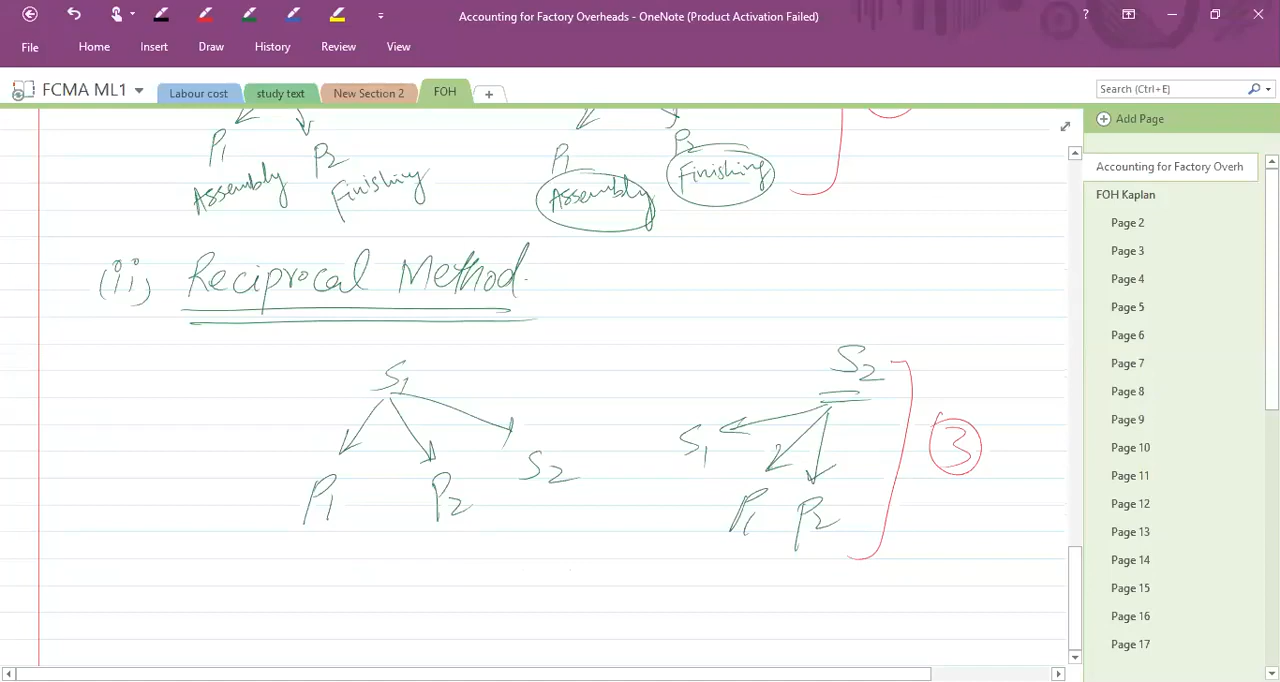 Accounting for Factory Overheads - OneNote (Product Activation Failed)
?
File Home Insert Draw History Review View
FCMA ML1 Labour cost study text New Section 2 FOH +
Search (Ctrl+E)
Add Page
Accounting for Factory Overh
FOH Kaplan
Page 2
Page 3
Page 4
Page 5
Page 6
Page 7
Page 8
Page 9
Page 10
Page 11
Page 12
Page 13
Page 14
Page 15
Page 16
Page 17
P1 P2 P1 P2
Assembly Finishing Assembly Finishing
(ii) Reciprocal Method.
S1 S2
P1 P2 S2 S1 P1 P2
3